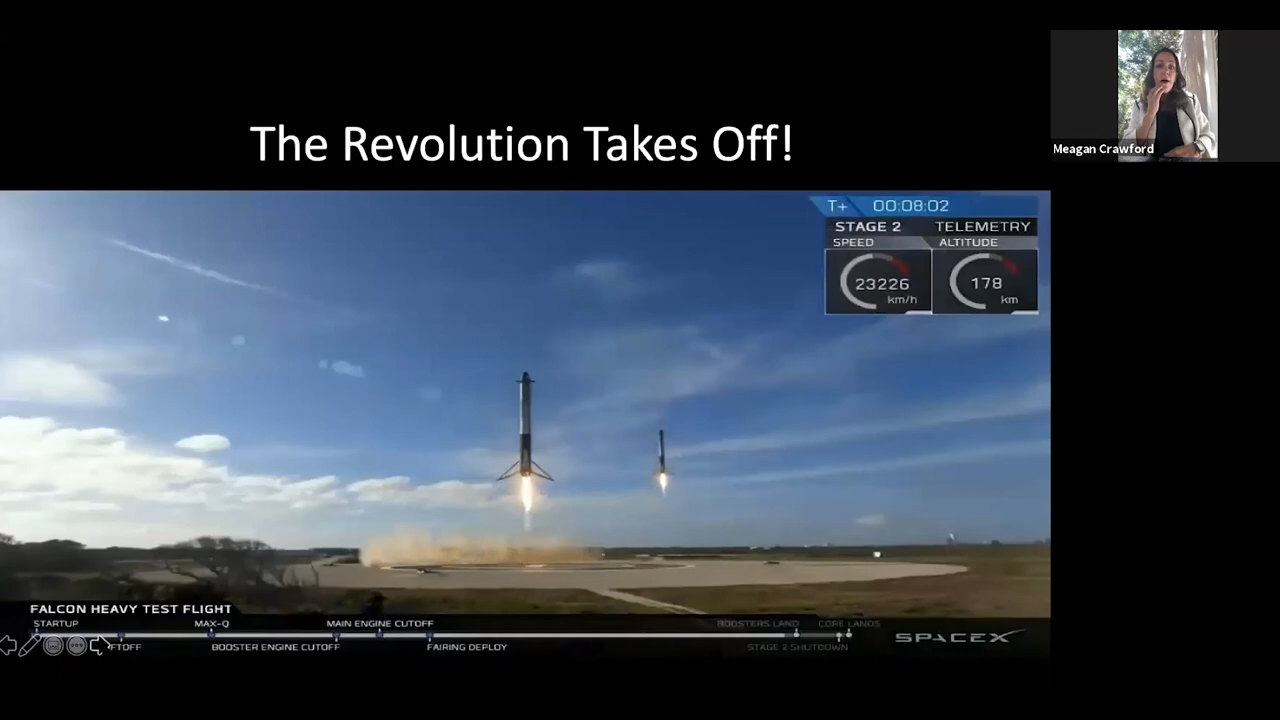 The Revolution Takes Off!
Meagan Crawford
T+ 00:08:02
STAGE 2 TELEMETRY
SPEED ALTITUDE
23226 178
km/h km
FALCON HEAVY TEST FLIGHT
STARTUP MAX-Q MAIN ENGINE CUTOFF BOOSTERS LAND CORE LANDS
SPACEX
FTOFF BOOSTER ENGINE CUTOFF FAIRING DEPLOY STAGE 2 SHUTDOWN